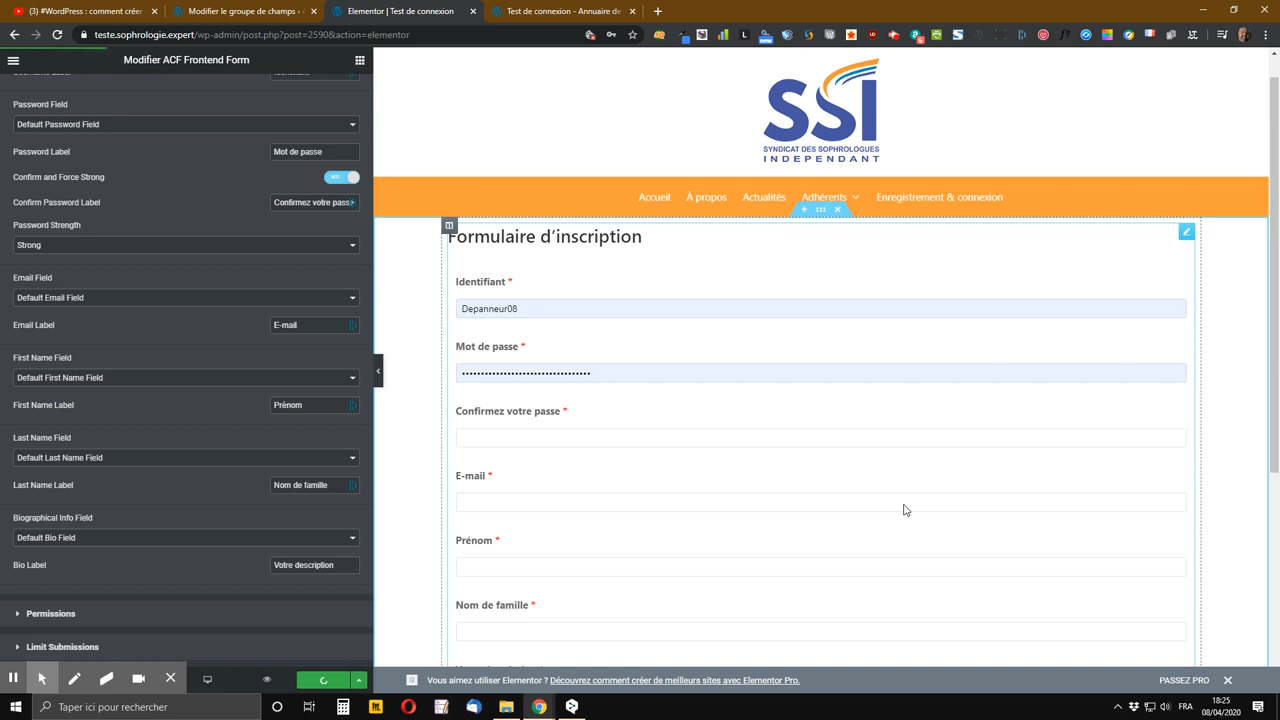 (3) #WordPress : comment créer
Modifier le groupe de champs
Elementor | Test de connexion
Test de connexion - Annuaire de
test.sophrologie.expert/wp-admin/post.php?post=2590&action=elementor
Modifier ACF Frontend Form
Password Field
Default Password Field
Password Label
Mot de passe
Confirm and Force Strong
YES
Confirm Password Label
Confirmez votre passe
Password Strength
Strong
Email Field
Default Email Field
Email Label
E-mail
First Name Field
Default First Name Field
First Name Label
Prénom
Last Name Field
Default Last Name Field
Last Name Label
Nom de famille
Biographical Info Field
Default Bio Field
Bio Label
Votre description
Permissions
Limit Submissions
SSI
SYNDICAT DES SOPHROLOGUES
INDEPENDANT
Accueil À propos Actualités Adhérents Enregistrement & connexion
Formulaire d'inscription
Identifiant *
Depanneur08
Mot de passe *
Confirmez votre passe *
E-mail *
Prénom *
Nom de famille *
Vous aimez utiliser Elementor ? Découvrez comment créer de meilleurs sites avec Elementor Pro.
PASSEZ PRO
Taper ici pour rechercher
FRA
18:25
08/04/2020